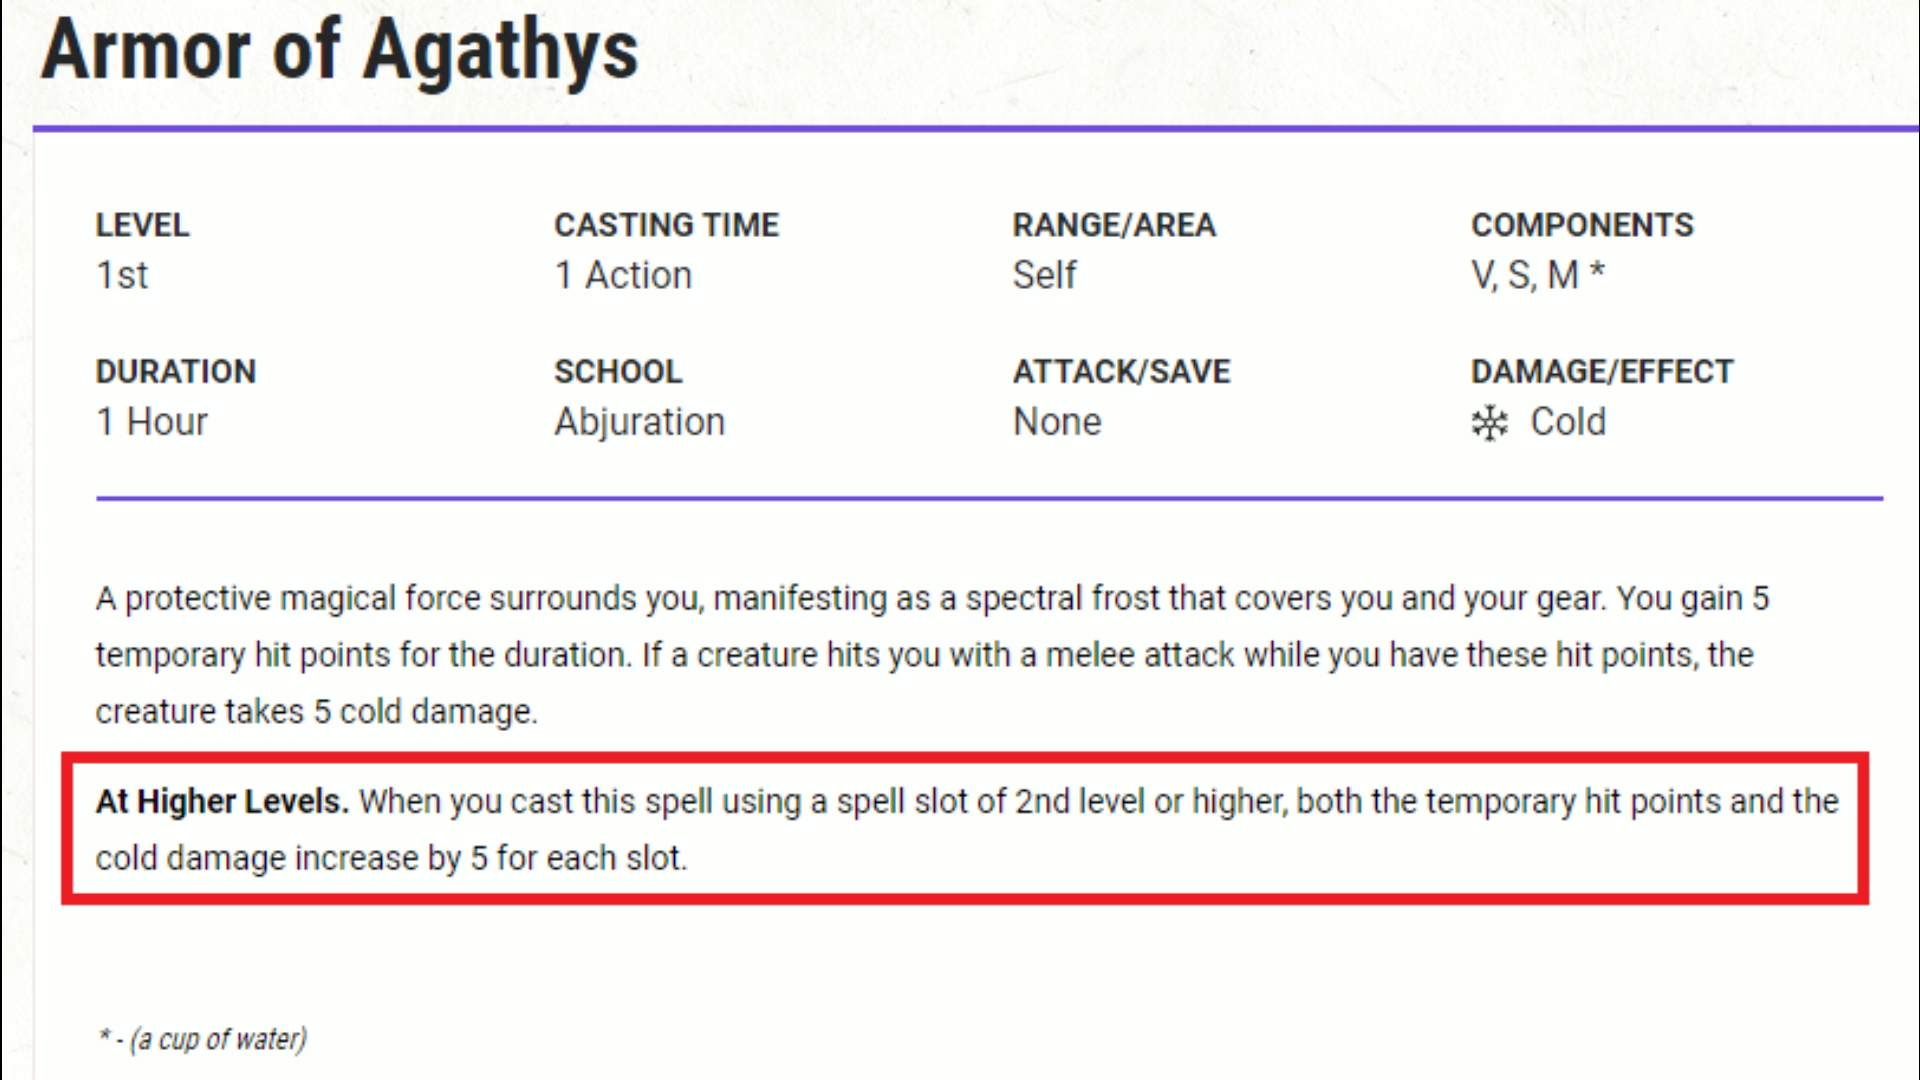 Armor of Agathys
LEVEL CASTING TIME RANGE/AREA COMPONENTS
1st 1 Action Self V, S, M *
DURATION SCHOOL ATTACK/SAVE DAMAGE/EFFECT
1 Hour Abjuration None Cold
A protective magical force surrounds you, manifesting as a spectral frost that covers you and your gear. You gain 5
temporary hit points for the duration. If a creature hits you with a melee attack while you have these hit points, the
creature takes 5 cold damage.
At Higher Levels. When you cast this spell using a spell slot of 2nd level or higher, both the temporary hit points and the
cold damage increase by 5 for each slot.
* - (a cup of water)